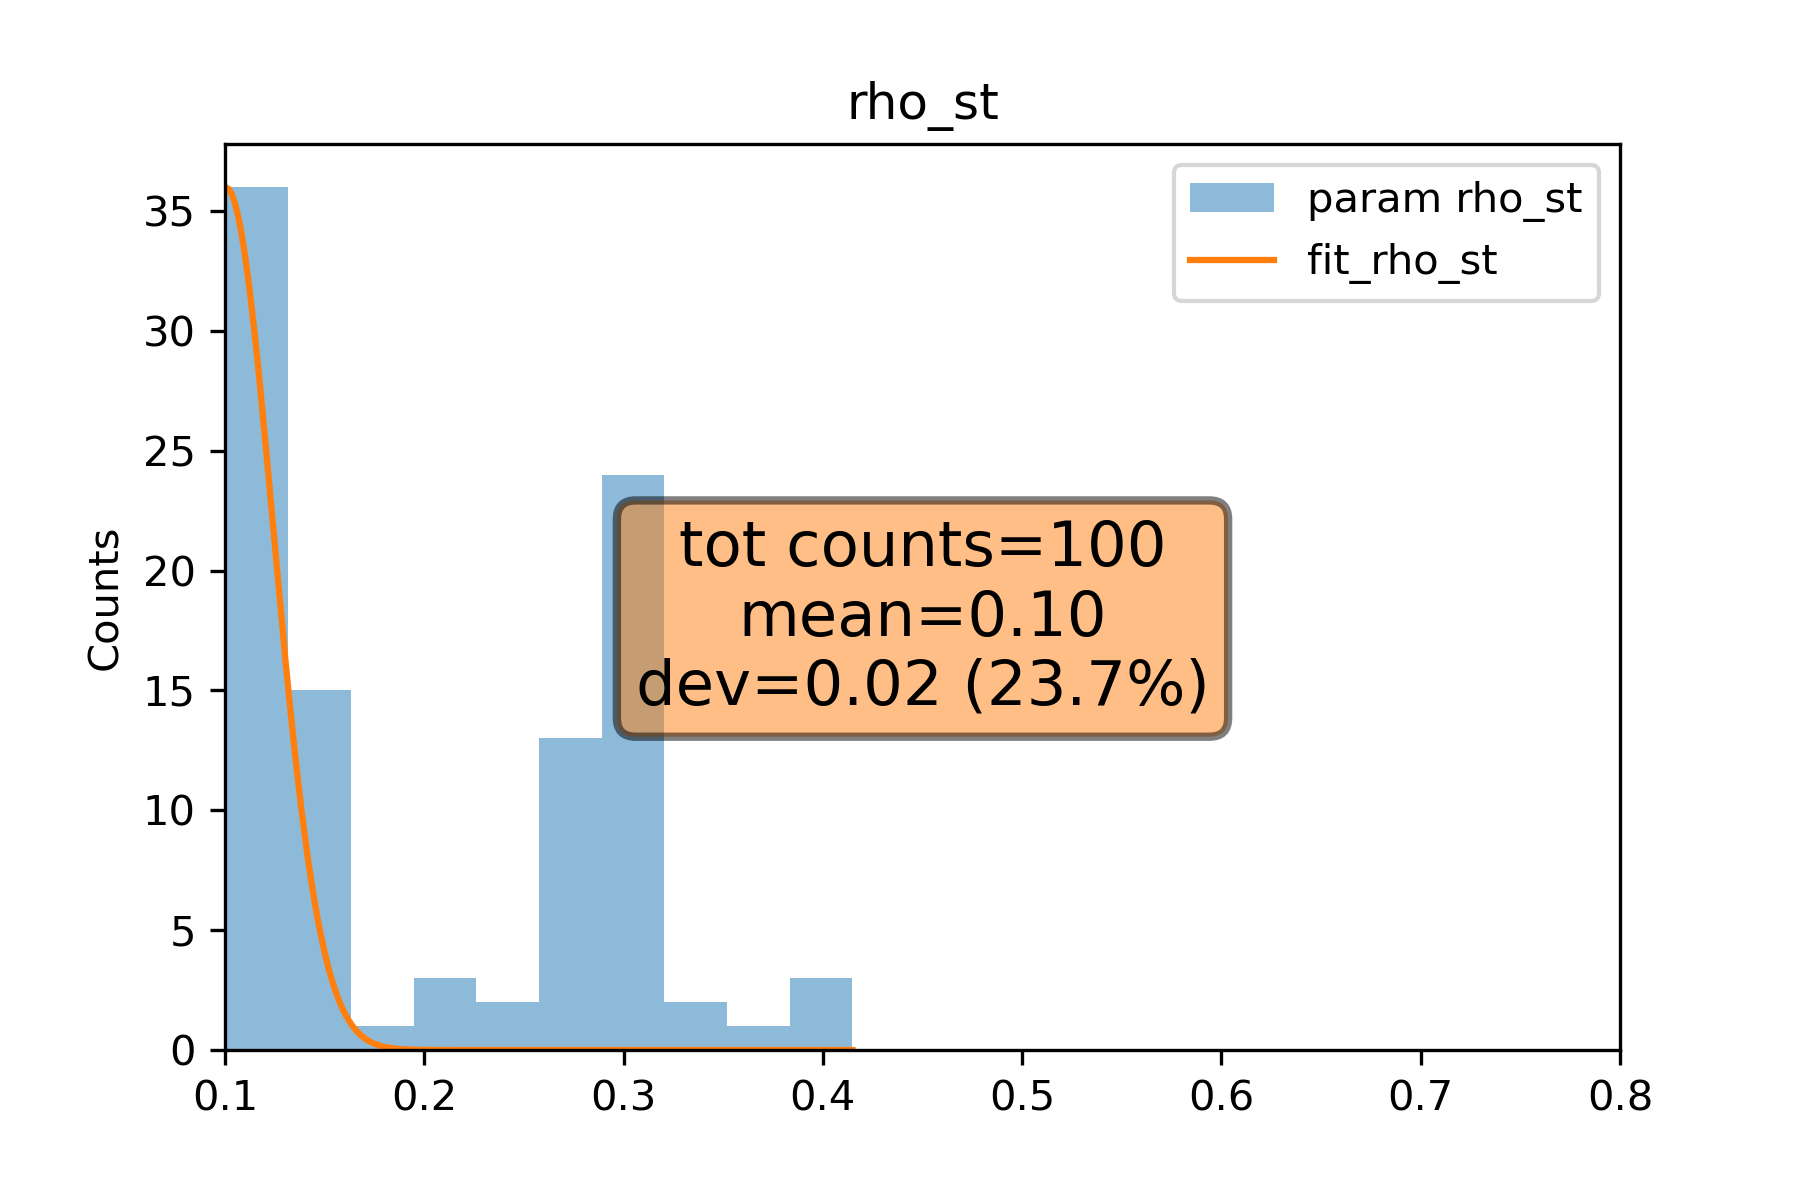 rho_st
param rho_st
fit_rho_st
35
30
25
20
15
10
5
0
Counts
tot counts=100
mean=0.10
dev=0.02 (23.7%)
0.1 0.2 0.3 0.4 0.5 0.6 0.7 0.8